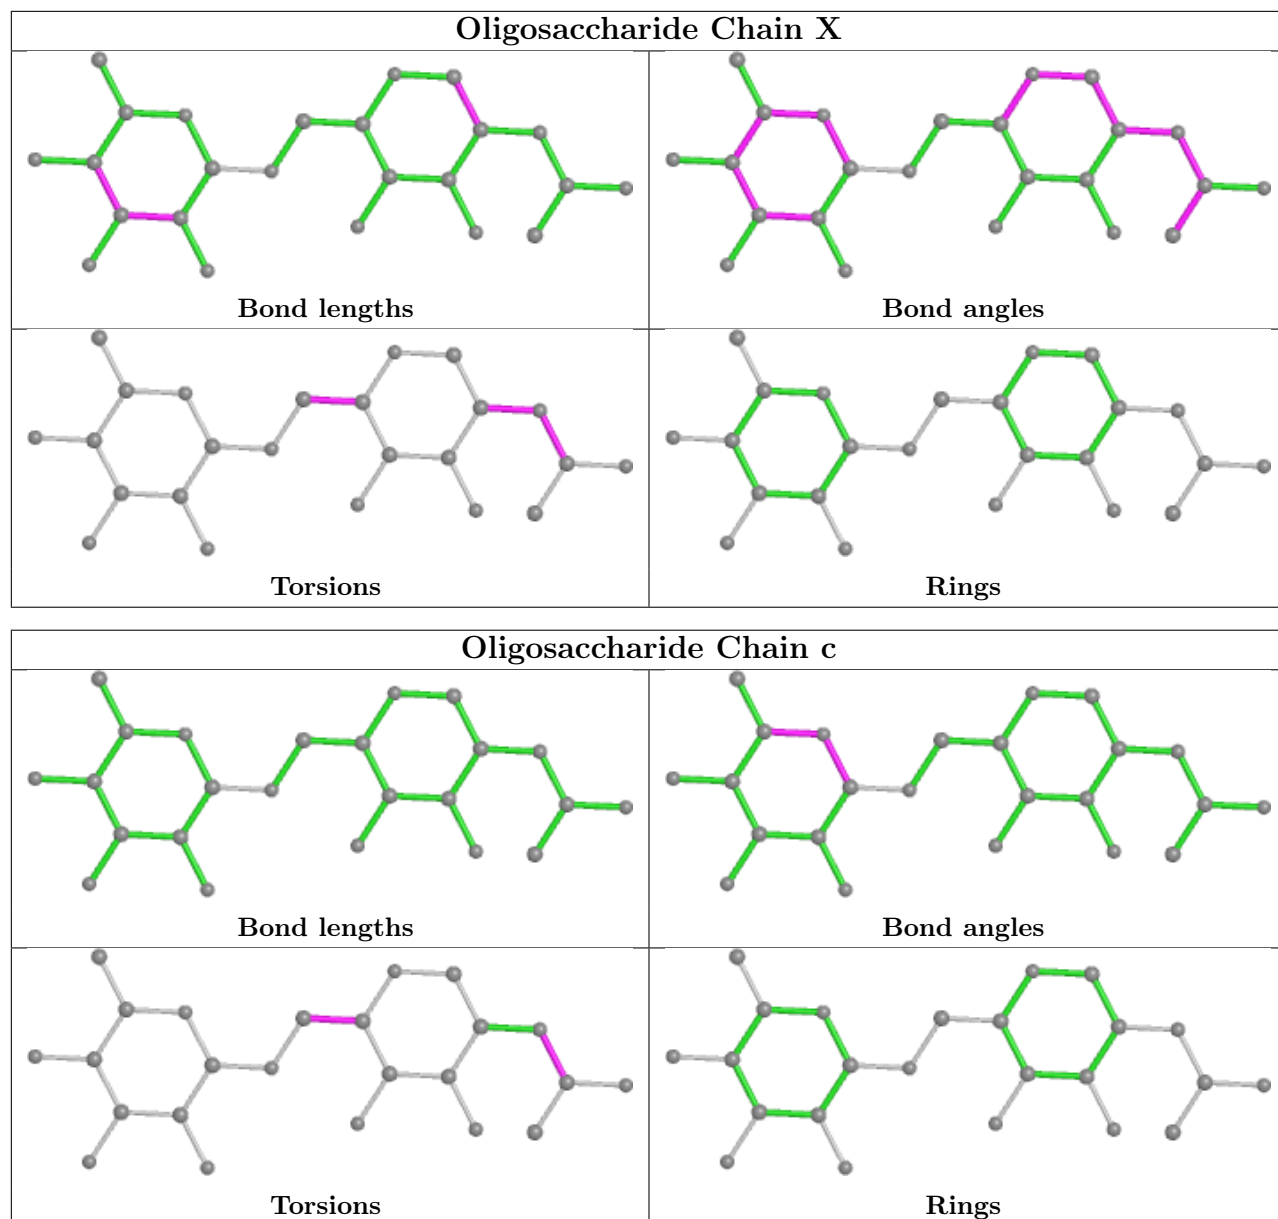 Oligosaccharide Chain X
Bond lengths
Bond angles
Torsions
Rings
Oligosaccharide Chain c
Bond lengths
Bond angles
Torsions
Rings